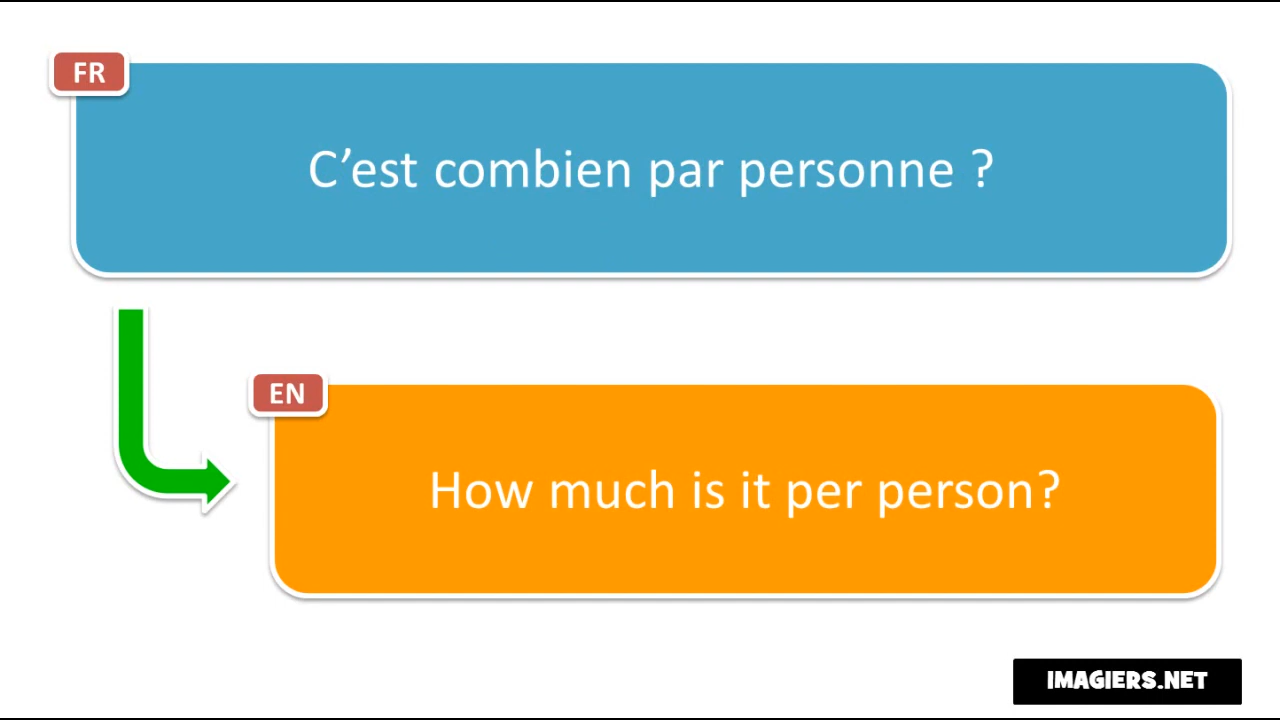 FR
C’est combien par personne ?
EN
How much is it per person?
IMAGIERS.NET